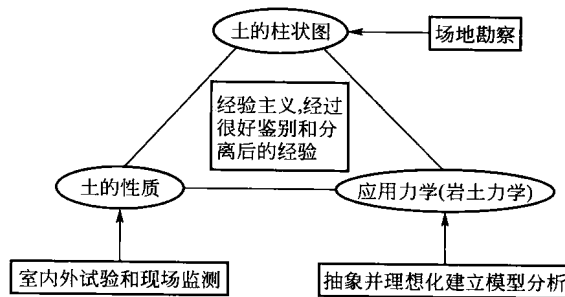 土的柱状图
场地勘察
经验主义,经过
很好鉴别和分
离后的经验
土的性质
应用力学(岩土力学)
室内外试验和现场监测
抽象并理想化建立模型分析